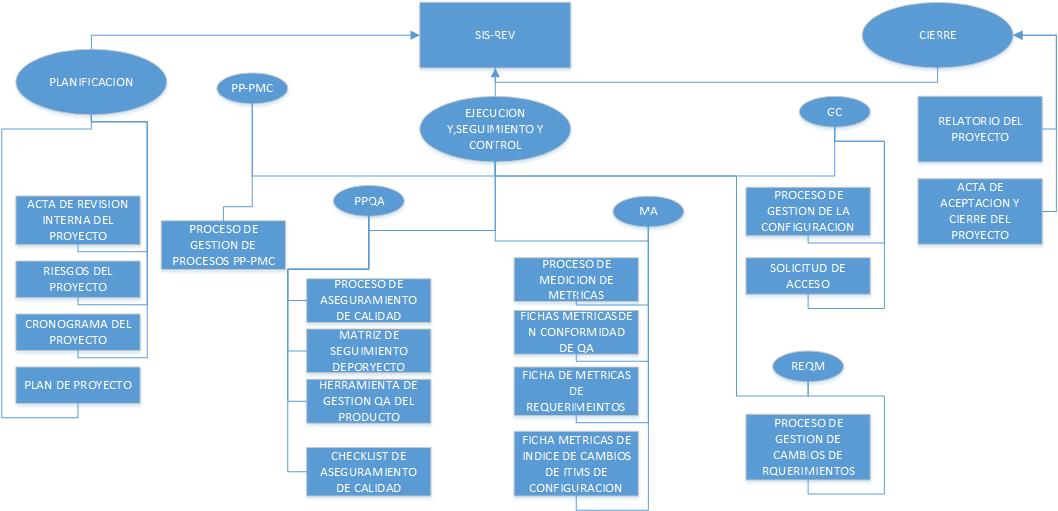 SIS-REV
CIERRE
PLANIFICACION
PP-PMC
EJECUCION
Y,SEGUIMIENTO Y
CONTROL
GC
RELATORIO DEL
PROYECTO
ACTA DE
ACEPTACION Y
CIERRE DEL
PROYECTO
ACTA DE REVISION
INTERNA DEL
PROYECTO
RIESGOS DEL
PROYECTO
CRONOGRAMA DEL
PROYECTO
PLAN DE PROYECTO
PROCESO DE
GESTION DE
PROCESOS PP-PMC
PPQA
PROCESO DE
ASEGURAMIENTO
DE CALIDAD
MATRIZ DE
SEGUIMIENTO
DEPORYECTO
HERRAMIENTA DE
GESTION QA DEL
PRODUCTO
CHECKLIST DE
ASEGURAMIENTO
DE CALIDAD
MA
PROCESO DE
MEDICION DE
METRICAS
FICHAS METRICAS DE
N CONFORMIDAD
DE QA
FICHA DE METRICAS
DE
REQUERIMEINTOS
FICHA METRICAS DE
INDICE DE CAMBIOS
DE ITMS DE
CONFIGURACION
PROCESO DE
GESTION DE LA
CONFIGURACION
SOLICITUD DE
ACCESO
REQM
PROCESO DE
GESTION DE
CAMBIOS DE
RQUERIMIENTOS